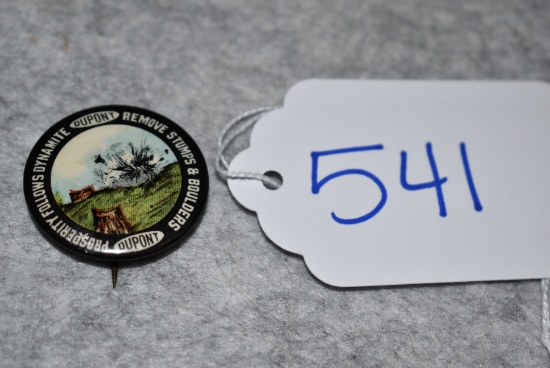 DUPONT
REMOVE STUMPS & BOULDERS
DUPONT
PROSPERITY FOLLOWS DYNAMITE
541